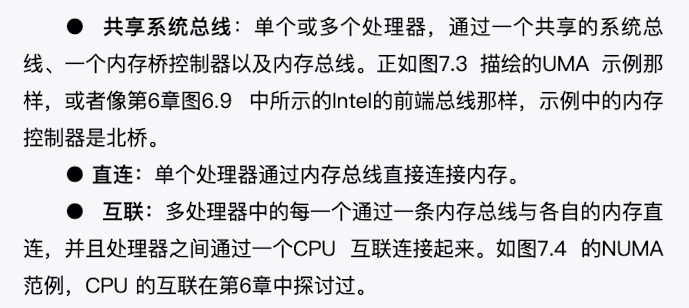 ● 共享系统总线：单个或多个处理器，通过一个共享的系统总
线、一个内存桥控制器以及内存总线。正如图7.3 描绘的UMA 示例那
样，或者像第6章图6.9 中所示的Intel的前端总线那样，示例中的内存
控制器是北桥。
● 直连：单个处理器通过内存总线直接连接内存。
● 互联：多处理器中的每一个通过一条内存总线与各自的内存直
连，并且处理器之间通过一个CPU 互联连接起来。如图7.4 的NUMA
范例，CPU 的互联在第6章中探讨过。